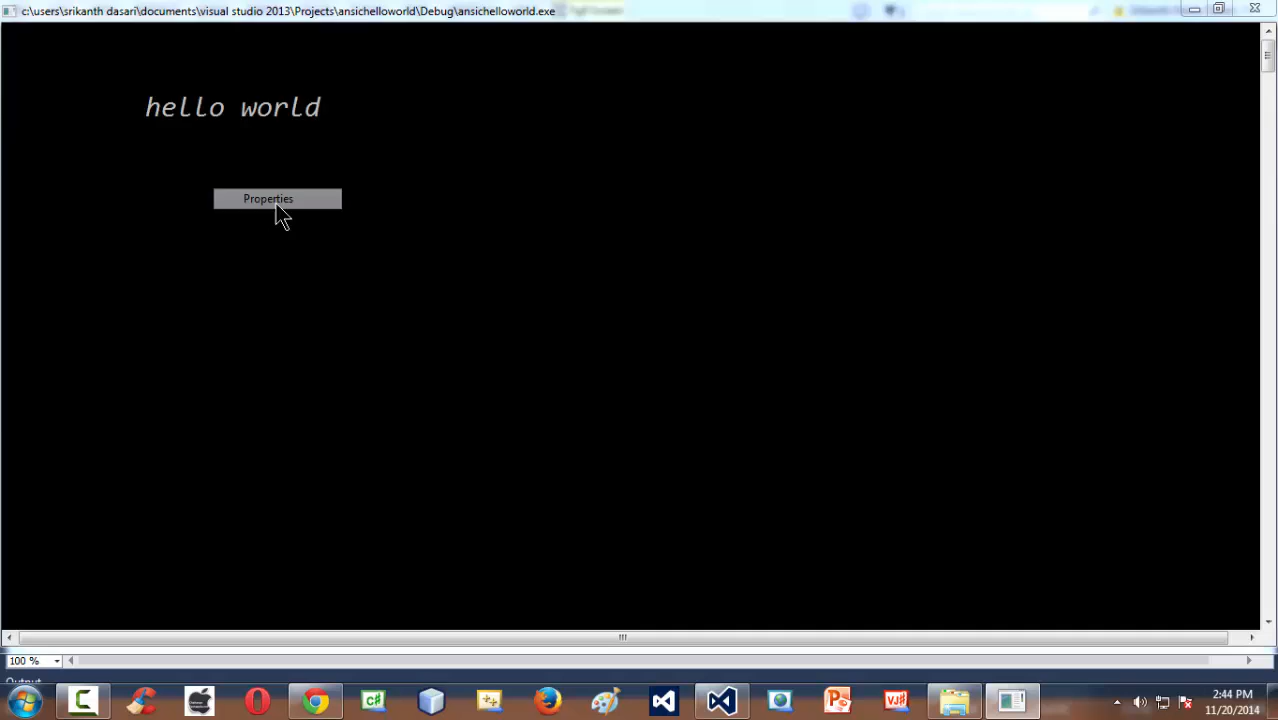 c:\users\srikanth dasari\documents\visual studio 2013\Projects\ansichelloworld\Debug\ansichelloworld.exe
hello world
Properties
100 %
Output
2:44 PM
11/20/2014